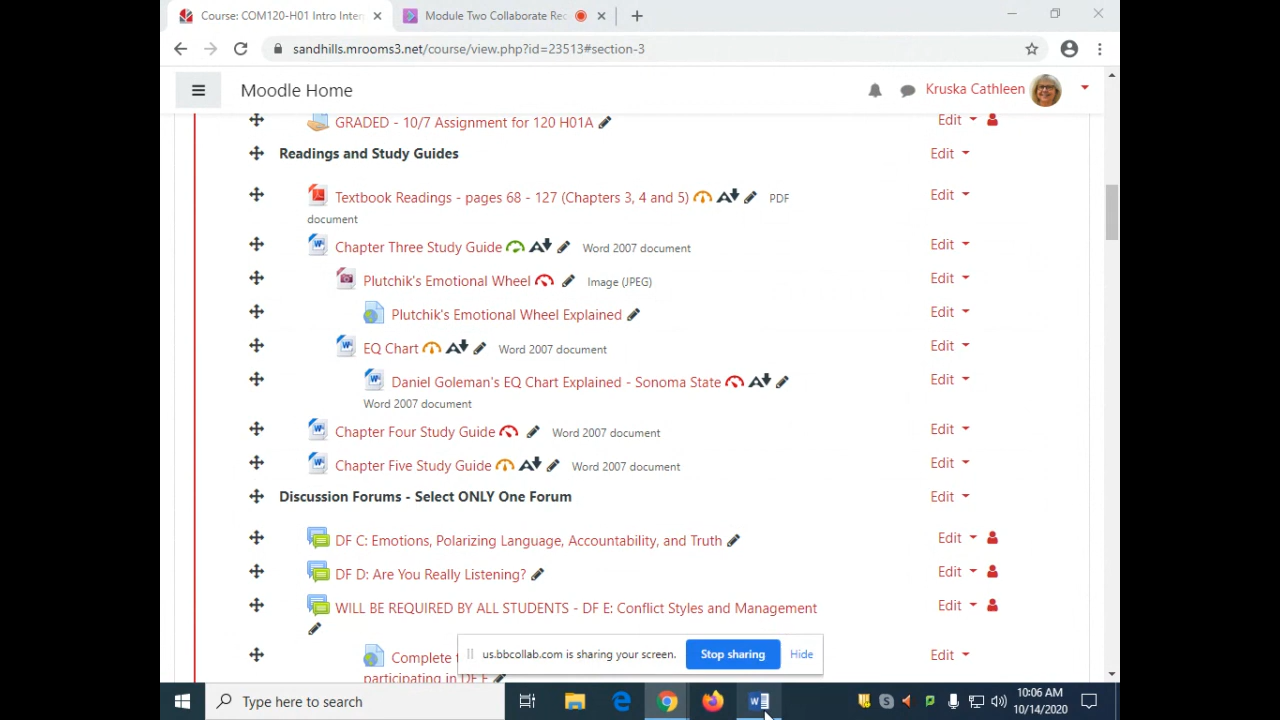 Course: COM120-H01 Intro Inter
Module Two Collaborate Rec
sandhills.mrooms3.net/course/view.php?id=23513#section-3
Moodle Home
Kruska Cathleen
GRADED - 10/7 Assignment for 120 H01A
Edit
Readings and Study Guides
Edit
Textbook Readings - pages 68 - 127 (Chapters 3, 4 and 5) PDF
Edit
document
Chapter Three Study Guide Word 2007 document
Edit
Plutchik's Emotional Wheel Image (JPEG)
Edit
Plutchik's Emotional Wheel Explained
Edit
EQ Chart Word 2007 document
Edit
Daniel Goleman's EQ Chart Explained - Sonoma State
Edit
Word 2007 document
Chapter Four Study Guide Word 2007 document
Edit
Chapter Five Study Guide Word 2007 document
Edit
Discussion Forums - Select ONLY One Forum
Edit
DF C: Emotions, Polarizing Language, Accountability, and Truth
Edit
DF D: Are You Really Listening?
Edit
WILL BE REQUIRED BY ALL STUDENTS - DF E: Conflict Styles and Management
Edit
us.bbcollab.com is sharing your screen. Stop sharing Hide
Complete
Edit
participating in DF E
Type here to search
10:06 AM
10/14/2020